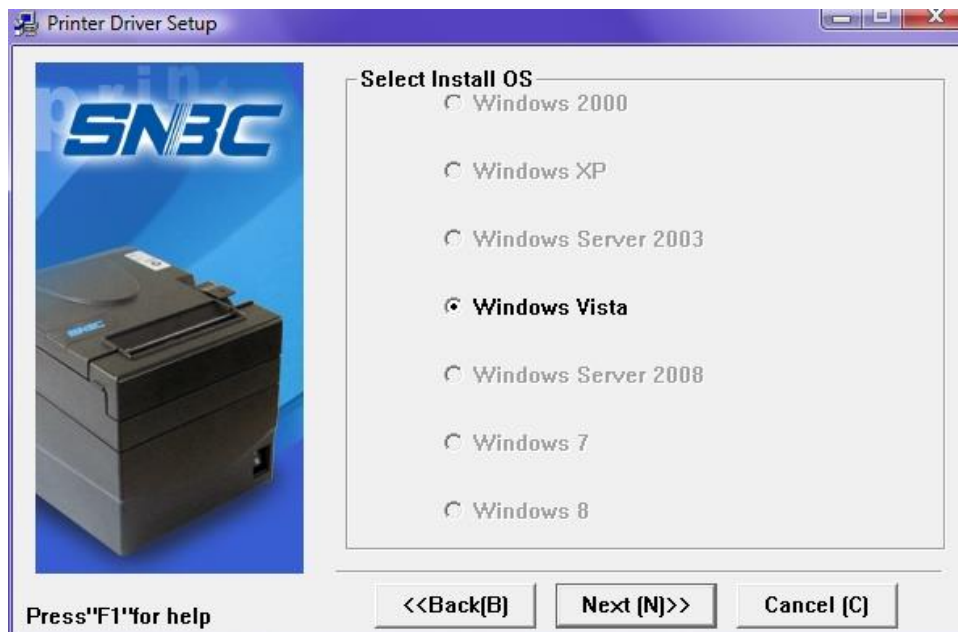 Printer Driver Setup
SNBC
Select Install OS
Windows 2000
Windows XP
Windows Server 2003
Windows Vista
Windows Server 2008
Windows 7
Windows 8
SNBC
<<Back(B)
Next (N)>>
Cancel (C)
Press"F1"for help